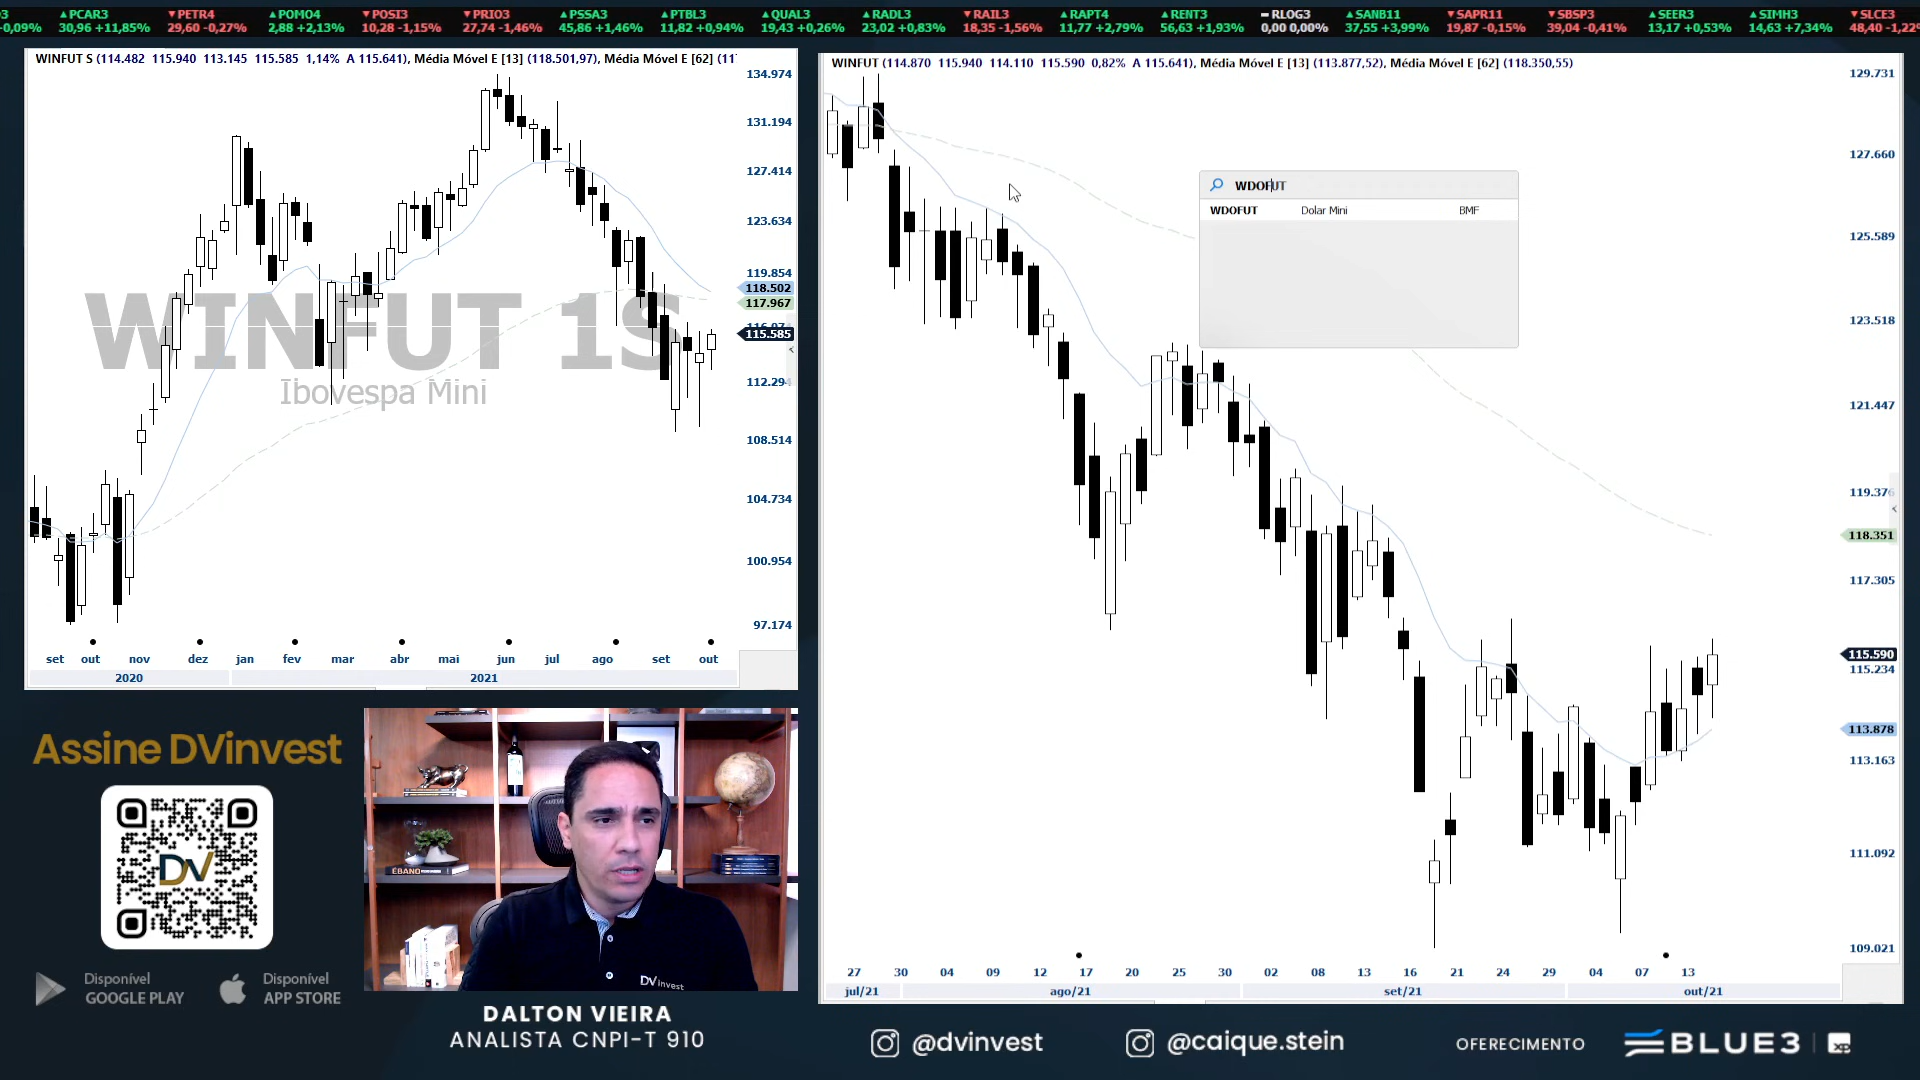 ▲PCAR3 ▼PETR4 ▲POMO4 ▼POSI3 ▼PRIO3 ▲PSSA3 ▲PTBL3 ▲QUAL3 ▲RADL3 ▼RAIL3 ▲RAPT4 ▲RENT3 ▬RLOG3 ▲SANB11 ▼SAPR11 ▼SBSP3 ▲SEER3 ▲SIMH3 ▼SLCE3
-0,09% 30,96 +11,85% 29,60 -0,27% 2,88 +2,13% 10,28 -1,15% 27,74 -1,46% 45,86 +1,46% 11,82 +0,94% 19,43 +0,26% 23,02 +0,83% 18,35 -1,56% 11,77 +2,79% 56,63 +1,93% 0,00 0,00% 37,55 +3,99% 19,87 -0,15% 39,04 -0,41% 13,17 +0,53% 14,63 +7,34% 48,40 -1,22%
WINFUT S (114.482 115.940 113.145 115.585 1,14% A 115.641), Média Móvel E [13] (118.501,97), Média Móvel E [62] (11
134.974
131.194
127.414
123.634
119.854
118.502
117.967
115.585
112.294
108.514
104.734
100.954
97.174
WINFUT 1S
Ibovespa Mini
set out nov dez jan fev mar abr mai jun jul ago set out
2020 2021
WINFUT (114.870 115.940 114.110 115.590 0,82% A 115.641), Média Móvel E [13] (113.877,52), Média Móvel E [62] (118.350,55)
WDOFUT
WDOFUT Dolar Mini BMF
129.731
127.660
125.589
123.518
121.447
119.376
118.351
117.305
115.590
115.234
113.878
113.163
111.092
109.021
27 30 04 09 12 17 20 25 30 02 08 13 16 21 24 29 04 07 13
jul/21 ago/21 set/21 out/21
Assine DVinvest
DV
Disponível
GOOGLE PLAY
Disponível
APP STORE
ÉBANO
DVinvest
DALTON VIEIRA
ANALISTA CNPI-T 910
@dvinvest
@caique.stein
OFERECIMENTO
BLUE3
xp